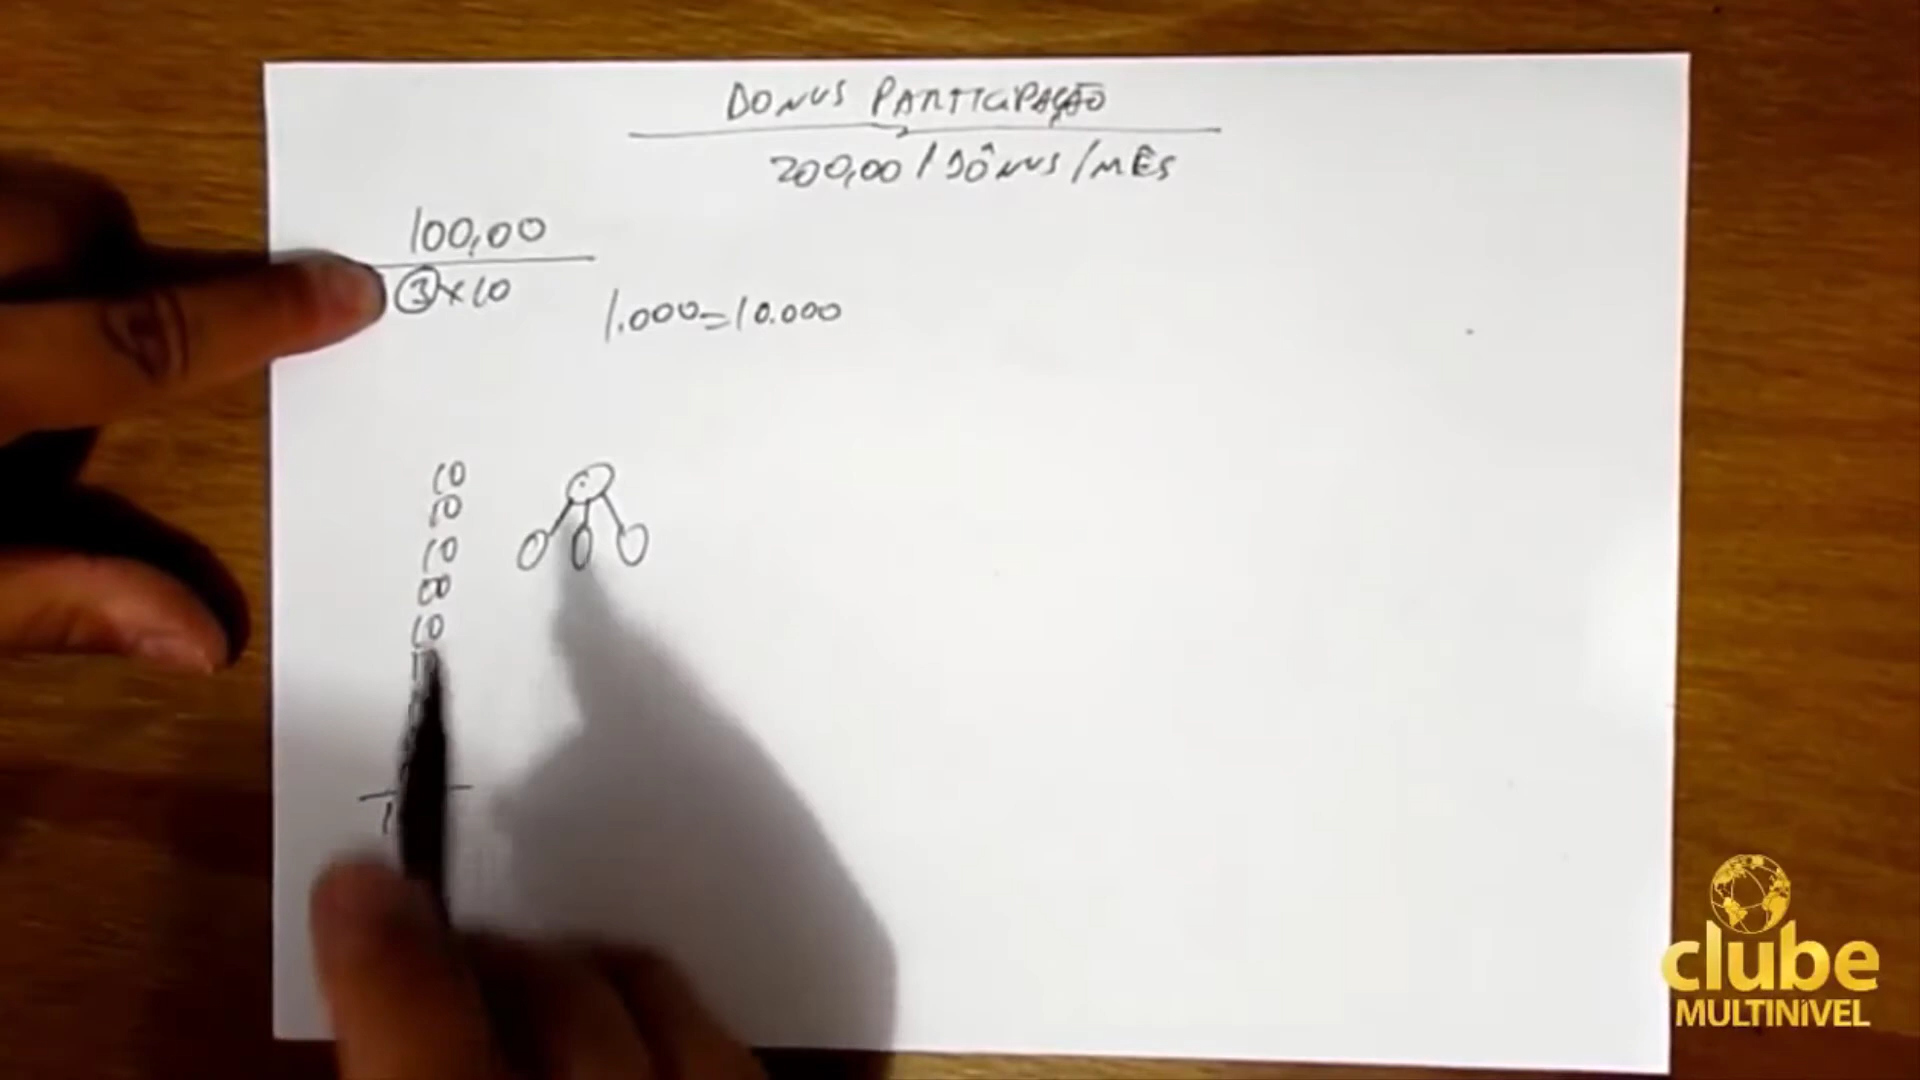 BONUS PARTICIPAÇÃO
200,00 / BÔNUS / MÊS
100,00
3 x 10
1.000 = 10.000
10
10
10
10
10
clube
MULTINÍVEL